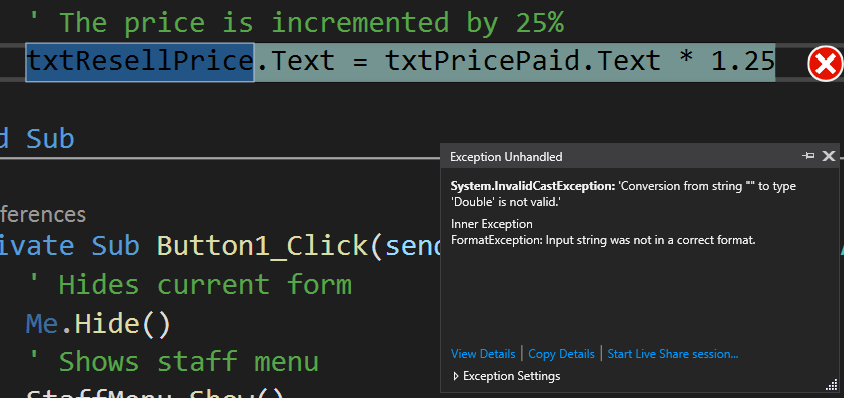 ' The price is incremented by 25%
txtResellPrice.Text = txtPricePaid.Text * 1.25
d Sub
Exception Unhandled
System.InvalidCastException: 'Conversion from string "" to type
'Double' is not valid.'
Inner Exception
FormatException: Input string was not in a correct format.
View Details | Copy Details | Start Live Share session...
Exception Settings
ferences
ivate Sub Button1_Click(send
' Hides current form
Me.Hide()
' Shows staff menu
StaffMenu.Show()